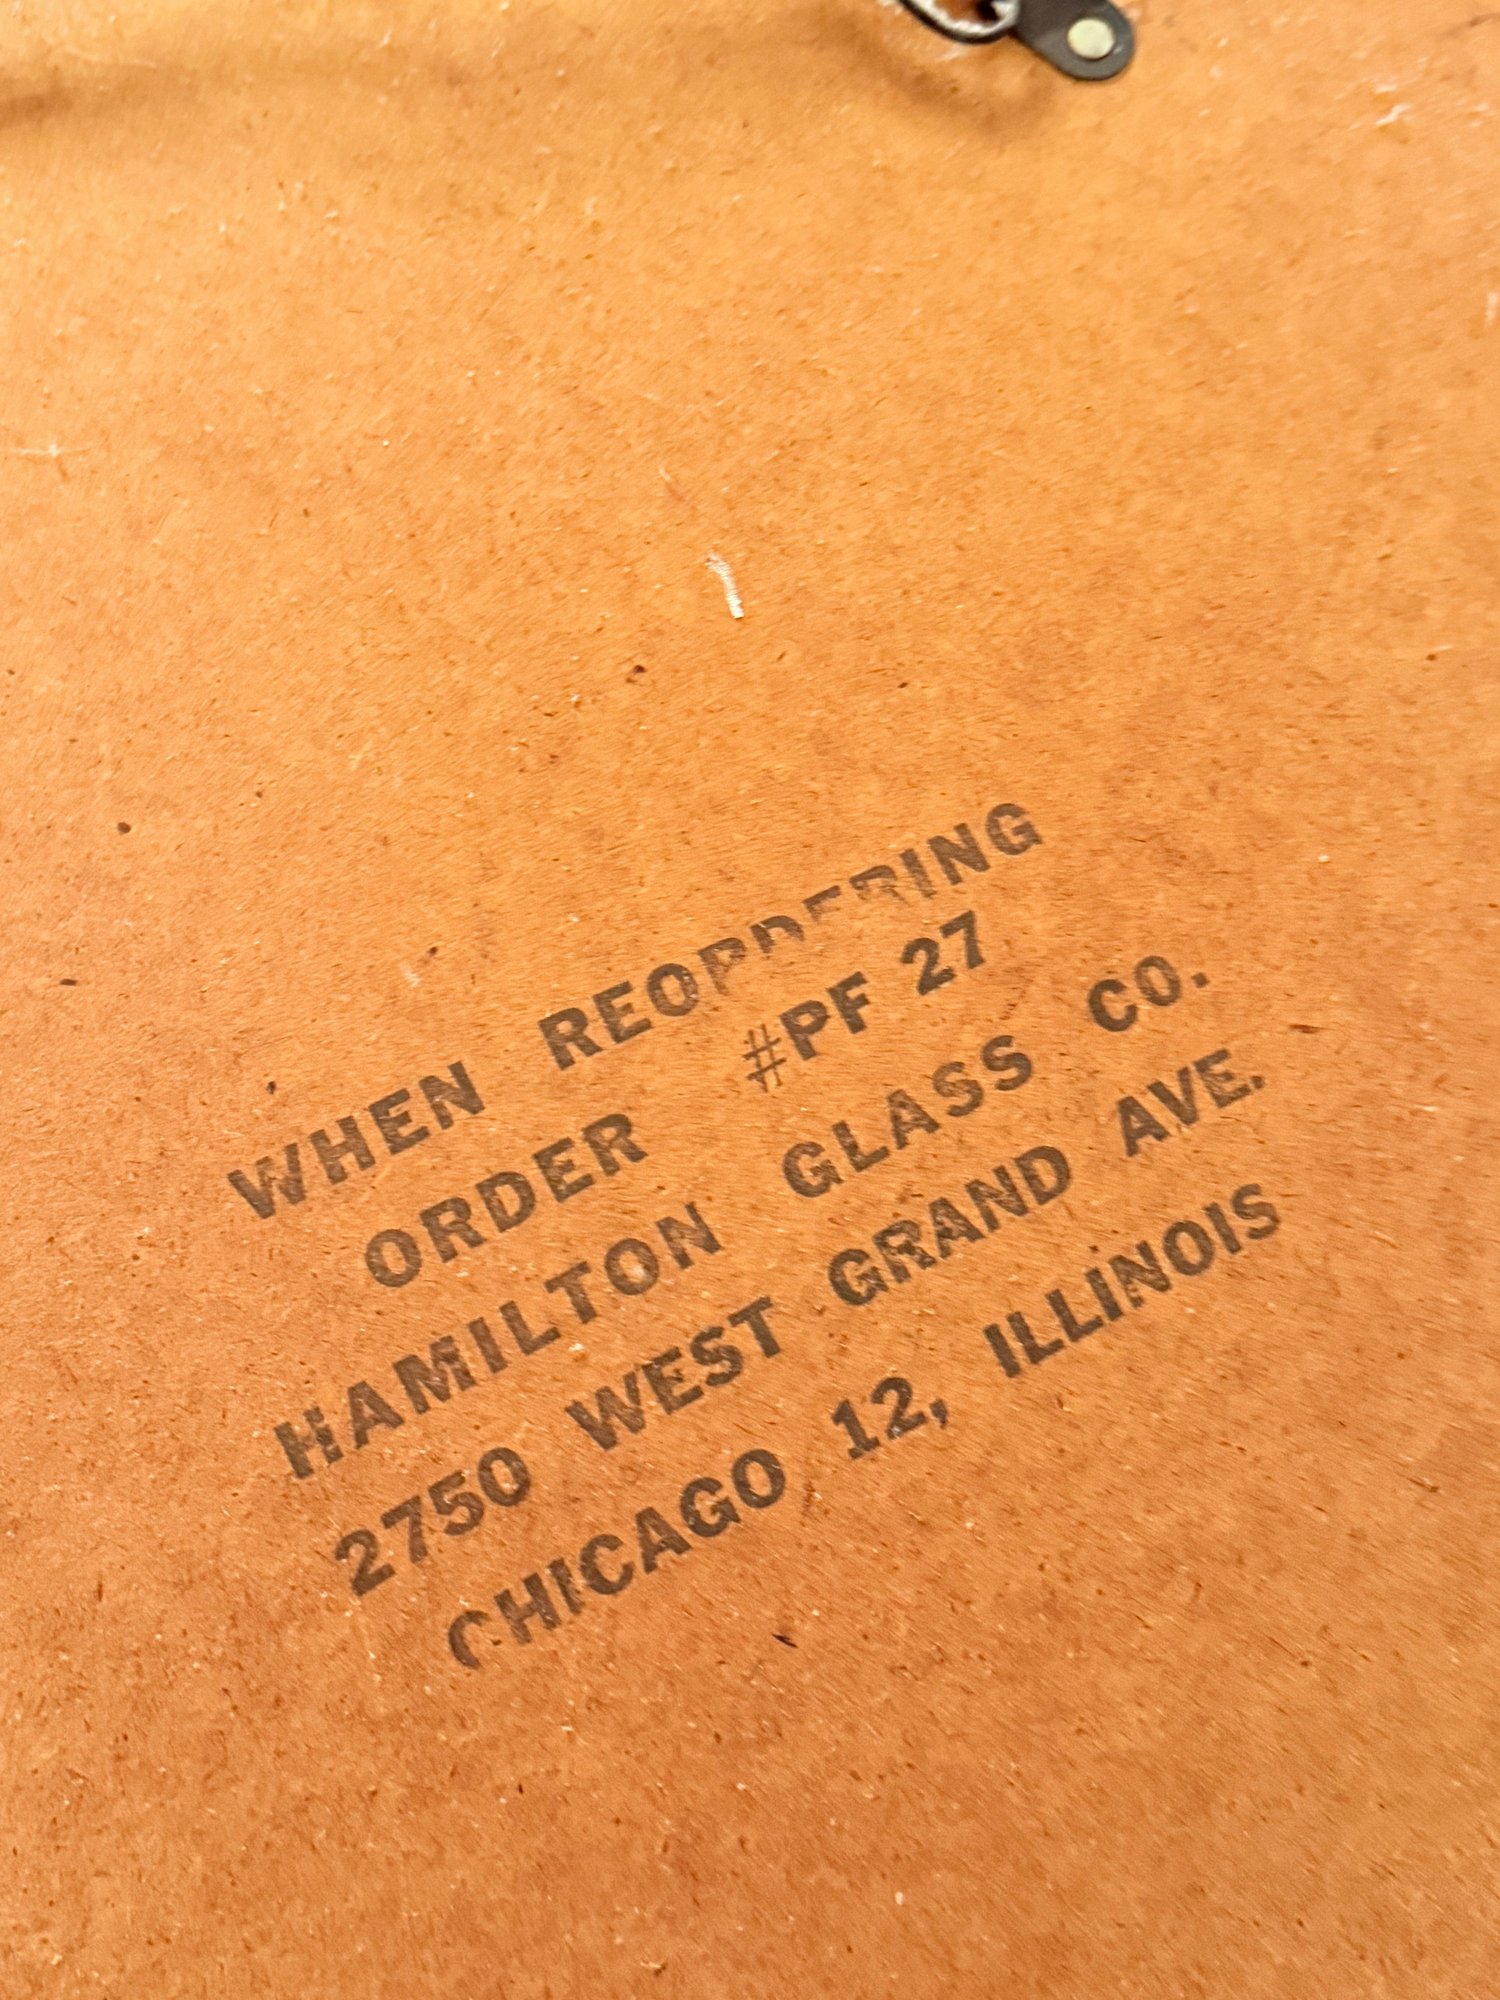 WHEN REORDERING
ORDER #PF 27
HAMILTON GLASS CO.
2750 WEST GRAND AVE.
CHICAGO 12, ILLINOIS